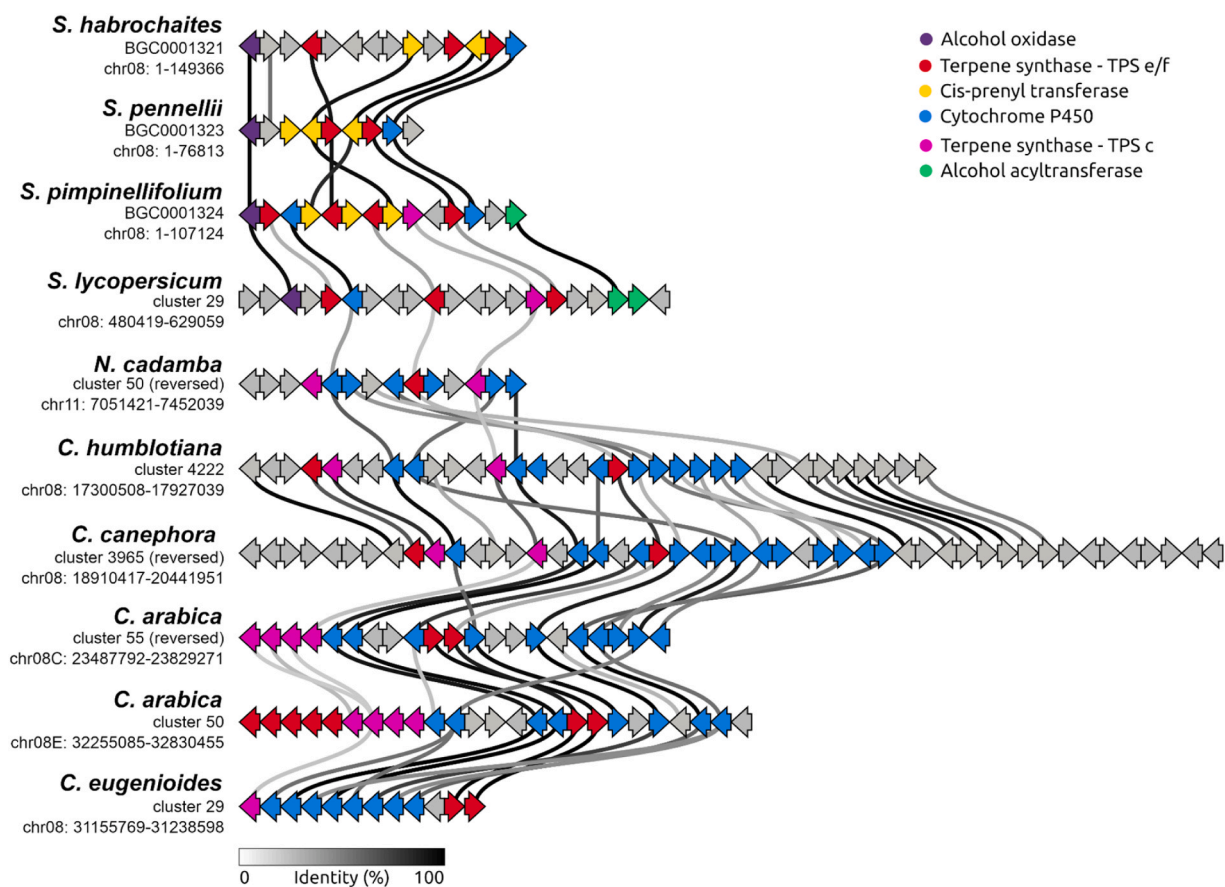 S. habrochaites
BGC0001321
chr08: 1-149366
S. pennellii
BGC0001323
chr08: 1-76813
S. pimpinellifolium
BGC0001324
chr08: 1-107124
S. lycopersicum
cluster 29
chr08: 480419-629059
N. cadamba
cluster 50 (reversed)
chr11: 7051421-7452039
C. humblotiana
cluster 4222
chr08: 17300508-17927039
C. canephora
cluster 3965 (reversed)
chr08: 18910417-20441951
C. arabica
cluster 55 (reversed)
chr08C: 23487792-23829271
C. arabica
cluster 50
chr08E: 32255085-32830455
C. eugenioides
cluster 29
chr08: 31155769-31238598
Alcohol oxidase
Terpene synthase - TPS e/f
Cis-prenyl transferase
Cytochrome P450
Terpene synthase - TPS c
Alcohol acyltransferase
0 Identity (%) 100